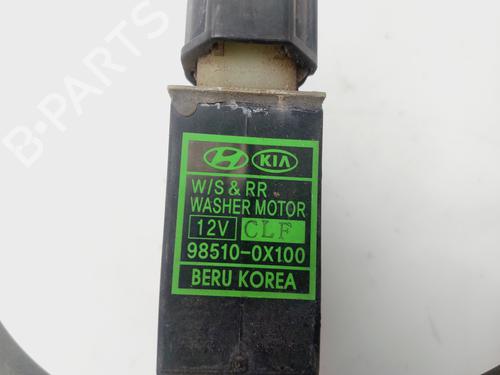 KIA
W/S & RR
WASHER MOTOR
12V CLF
98510-0X100
BERU KOREA
B-PARTS